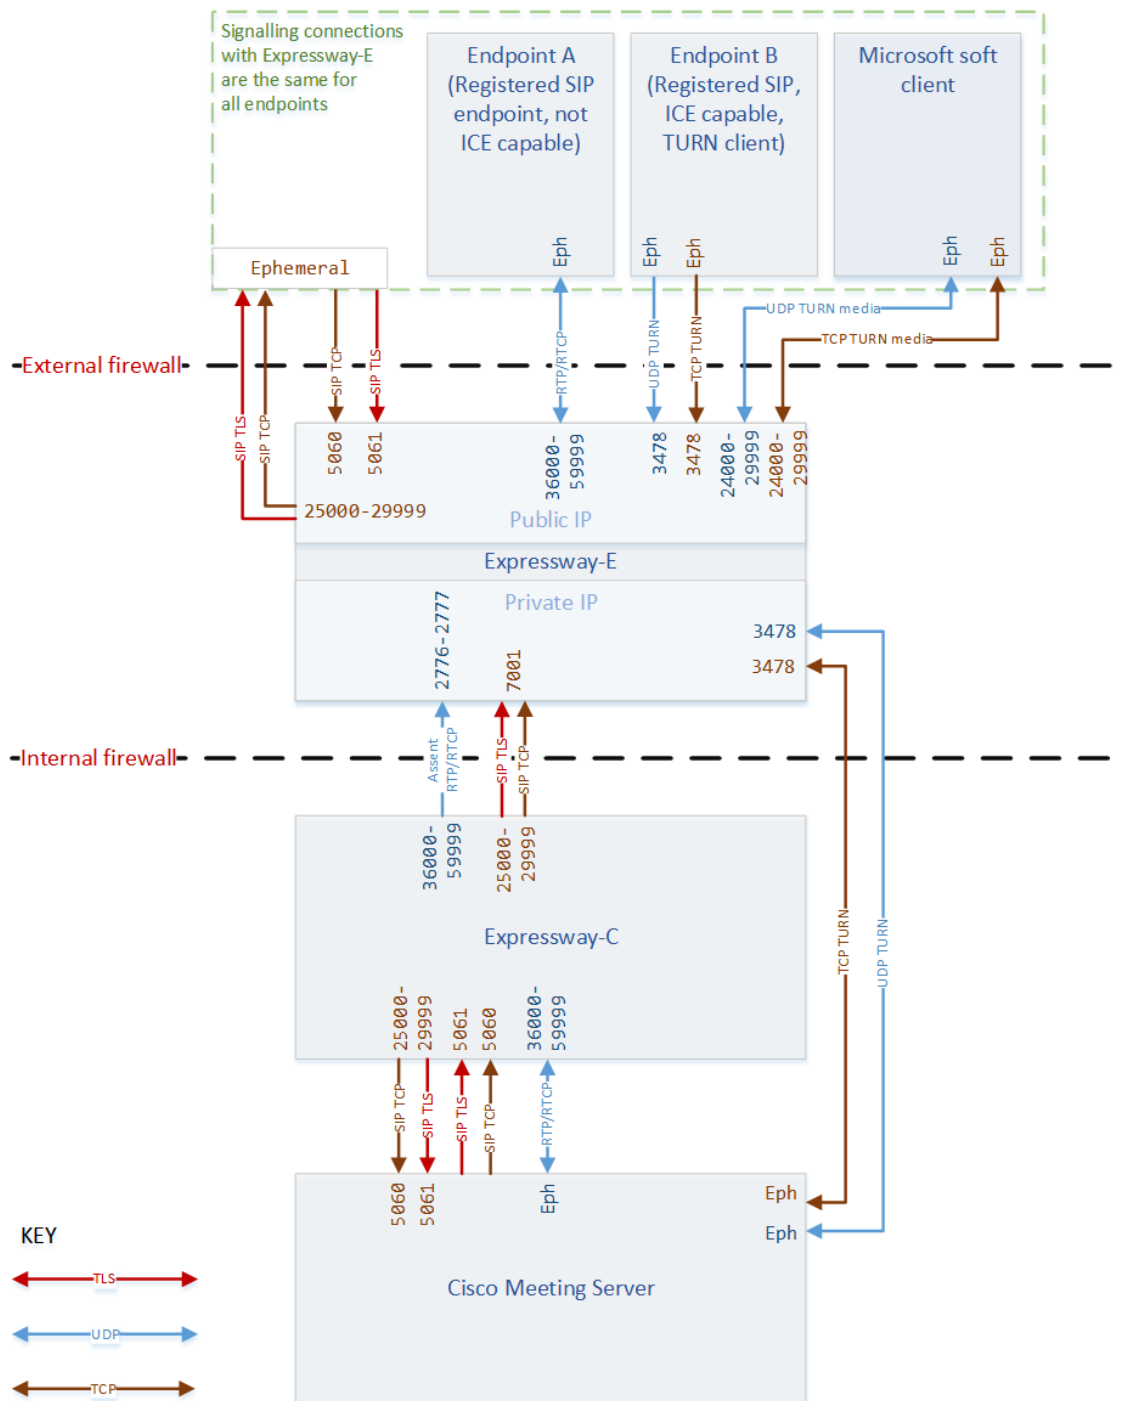 Signalling connections
with Expressway-E
are the same for
all endpoints
Endpoint A
(Registered SIP
endpoint, not
ICE capable)
Endpoint B
(Registered SIP,
ICE capable,
TURN client)
Microsoft soft
client
Eph
Eph
Eph
Eph
Eph
Ephemeral
UDP TURN media
TCP TURN media
SIP TLS
SIP TCP
SIP TCP
SIP TLS
RTP/RTCP
UDP TURN
TCP TURN
External firewall
5060
5061
36000-
59999
3478
3478
24000-
29999
24000-
29999
25000-29999
Public IP
Expressway-E
Private IP
2776-2777
7001
3478
3478
Internal firewall
Assent
RTP/RTCP
SIP TLS
SIP TCP
36000-
59999
25000-
29999
Expressway-C
TCP TURN
UDP TURN
25000-
29999
5061
5060
36000-
59999
SIP TCP
SIP TLS
SIP TLS
SIP TCP
RTP/RTCP
5060
5061
Eph
Eph
Eph
Cisco Meeting Server
KEY
TLS
UDP
TCP